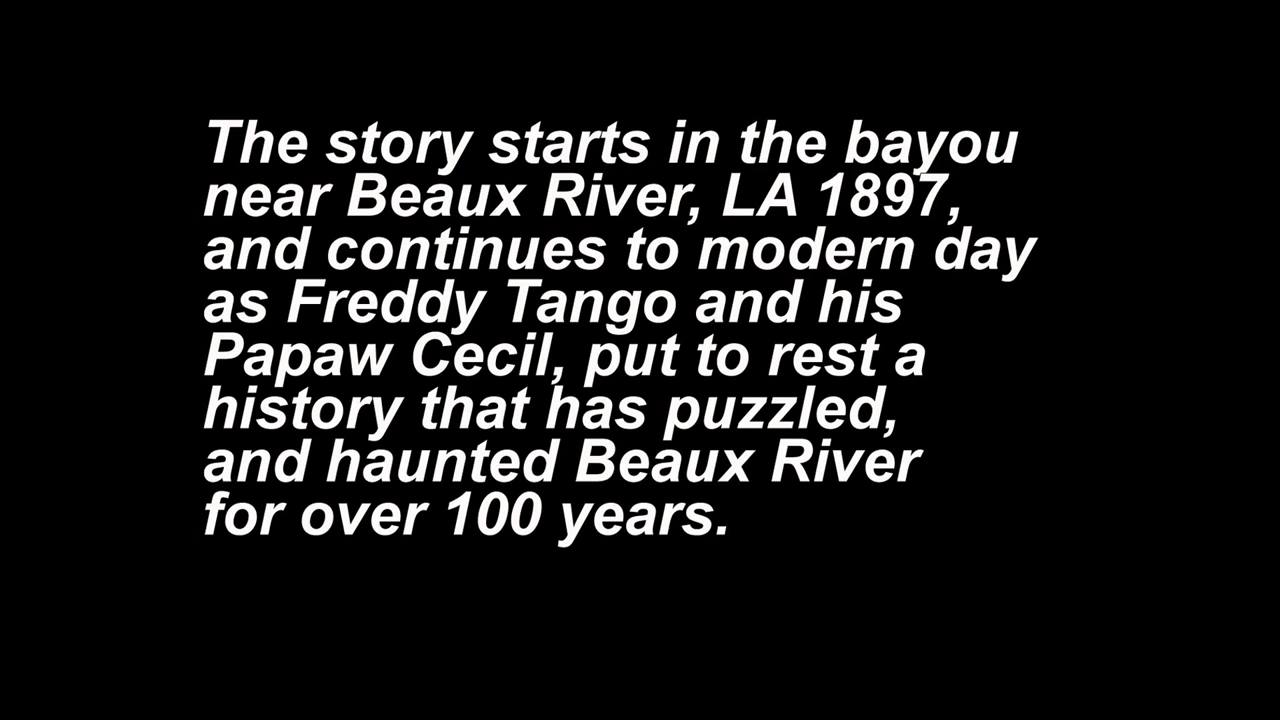 The story starts in the bayou
near Beaux River, LA 1897,
and continues to modern day
as Freddy Tango and his
Papaw Cecil, put to rest a
history that has puzzled,
and haunted Beaux River
for over 100 years.